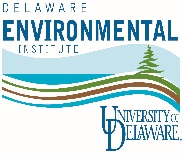 DELAWARE
ENVIRONMENTAL
INSTITUTE
UNIVERSITY OF
DELAWARE